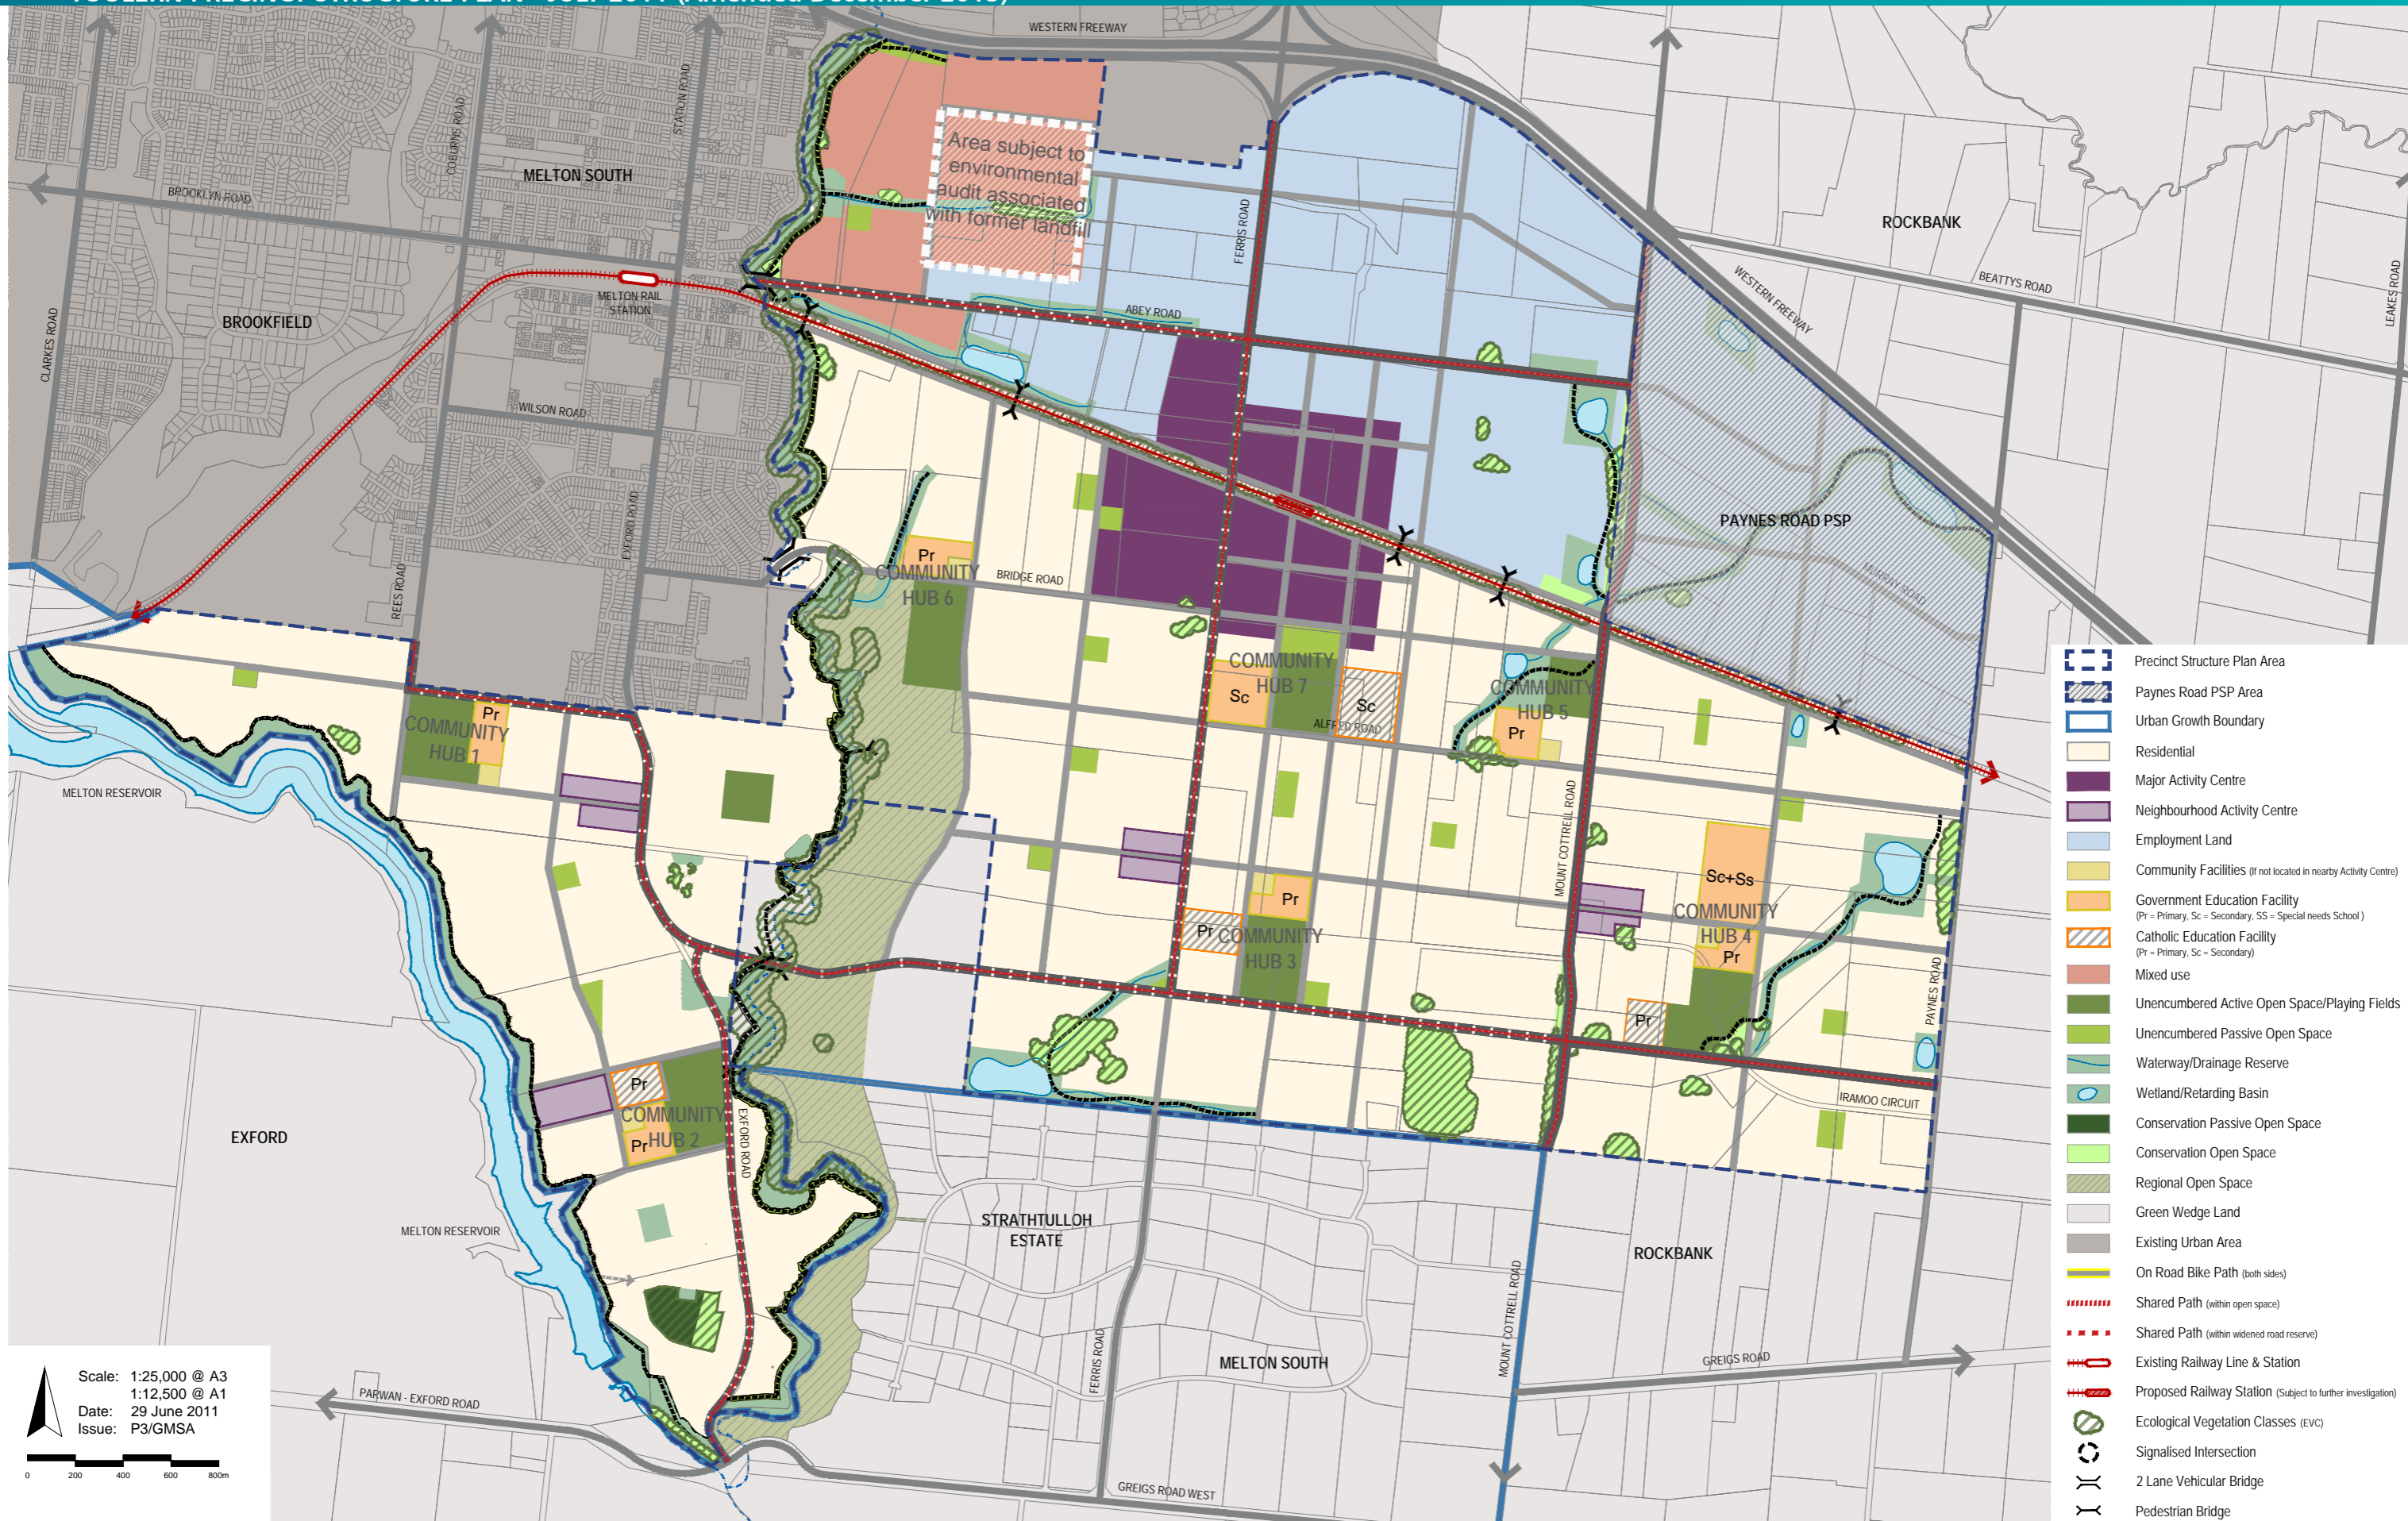 TOOLERN PRECINCT STRUCTURE PLAN - JULY 2011 (Amended December 2015)
WESTERN FREEWAY
COBURNS ROAD
STATION ROAD
MELTON SOUTH
BROOKLYN ROAD
Area subject to
environmental
audit associated
with former landfill
FERRIS ROAD
ROCKBANK
WESTERN FREEWAY
BEATTYS ROAD
LEAKES ROAD
MELTON RAIL
STATION
BROOKFIELD
CLARKES ROAD
ABEY ROAD
WILSON ROAD
EXFORD ROAD
PAYNES ROAD PSP
MURRAY ROAD
REES ROAD
Pr
COMMUNITY
HUB 6
BRIDGE ROAD
COMMUNITY
HUB 7
Sc
Sc
ALFRED ROAD
COMMUNITY
HUB 5
Pr
Pr
COMMUNITY
HUB 1
MELTON RESERVOIR
MOUNT COTTRELL ROAD
Sc+Ss
COMMUNITY
HUB 4
Pr
Pr
Pr
Pr
COMMUNITY
HUB 3
PAYNES ROAD
IRAMOO CIRCUIT
Pr
COMMUNITY
HUB 2
Pr
EXFORD ROAD
EXFORD
MELTON RESERVOIR
STRATHTULLOH
ESTATE
ROCKBANK
MOUNT COTTRELL ROAD
FERRIS ROAD
MELTON SOUTH
GREIGS ROAD
PARWAN - EXFORD ROAD
GREIGS ROAD WEST
Scale: 1:25,000 @ A3
1:12,500 @ A1
Date: 29 June 2011
Issue: P3/GMSA
0 200 400 600 800m
Precinct Structure Plan Area
Paynes Road PSP Area
Urban Growth Boundary
Residential
Major Activity Centre
Neighbourhood Activity Centre
Employment Land
Community Facilities (If not located in nearby Activity Centre)
Government Education Facility
(Pr = Primary, Sc = Secondary, SS = Special needs School )
Catholic Education Facility
(Pr = Primary, Sc = Secondary)
Mixed use
Unencumbered Active Open Space/Playing Fields
Unencumbered Passive Open Space
Waterway/Drainage Reserve
Wetland/Retarding Basin
Conservation Passive Open Space
Conservation Open Space
Regional Open Space
Green Wedge Land
Existing Urban Area
On Road Bike Path (both sides)
Shared Path (within open space)
Shared Path (within widened road reserve)
Existing Railway Line & Station
Proposed Railway Station (Subject to further investigation)
Ecological Vegetation Classes (EVC)
Signalised Intersection
2 Lane Vehicular Bridge
Pedestrian Bridge